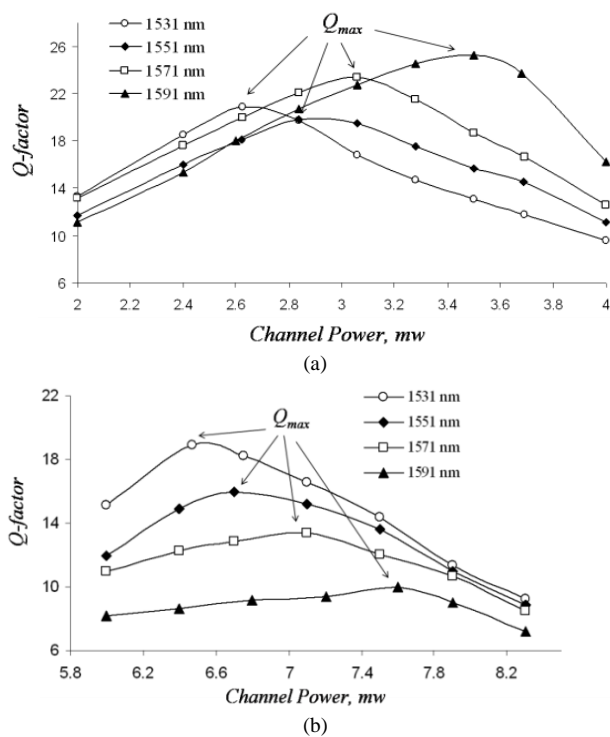 1531 nm
1551 nm
1571 nm
1591 nm
Qmax
26
22
18
14
10
6
Q-factor
2 2.2 2.4 2.6 2.8 3 3.2 3.4 3.6 3.8 4
Channel Power, mw
(a)
1531 nm
1551 nm
1571 nm
1591 nm
Qmax
22
18
14
10
6
Q-factor
5.8 6.2 6.6 7 7.4 7.8 8.2
Channel Power, mw
(b)